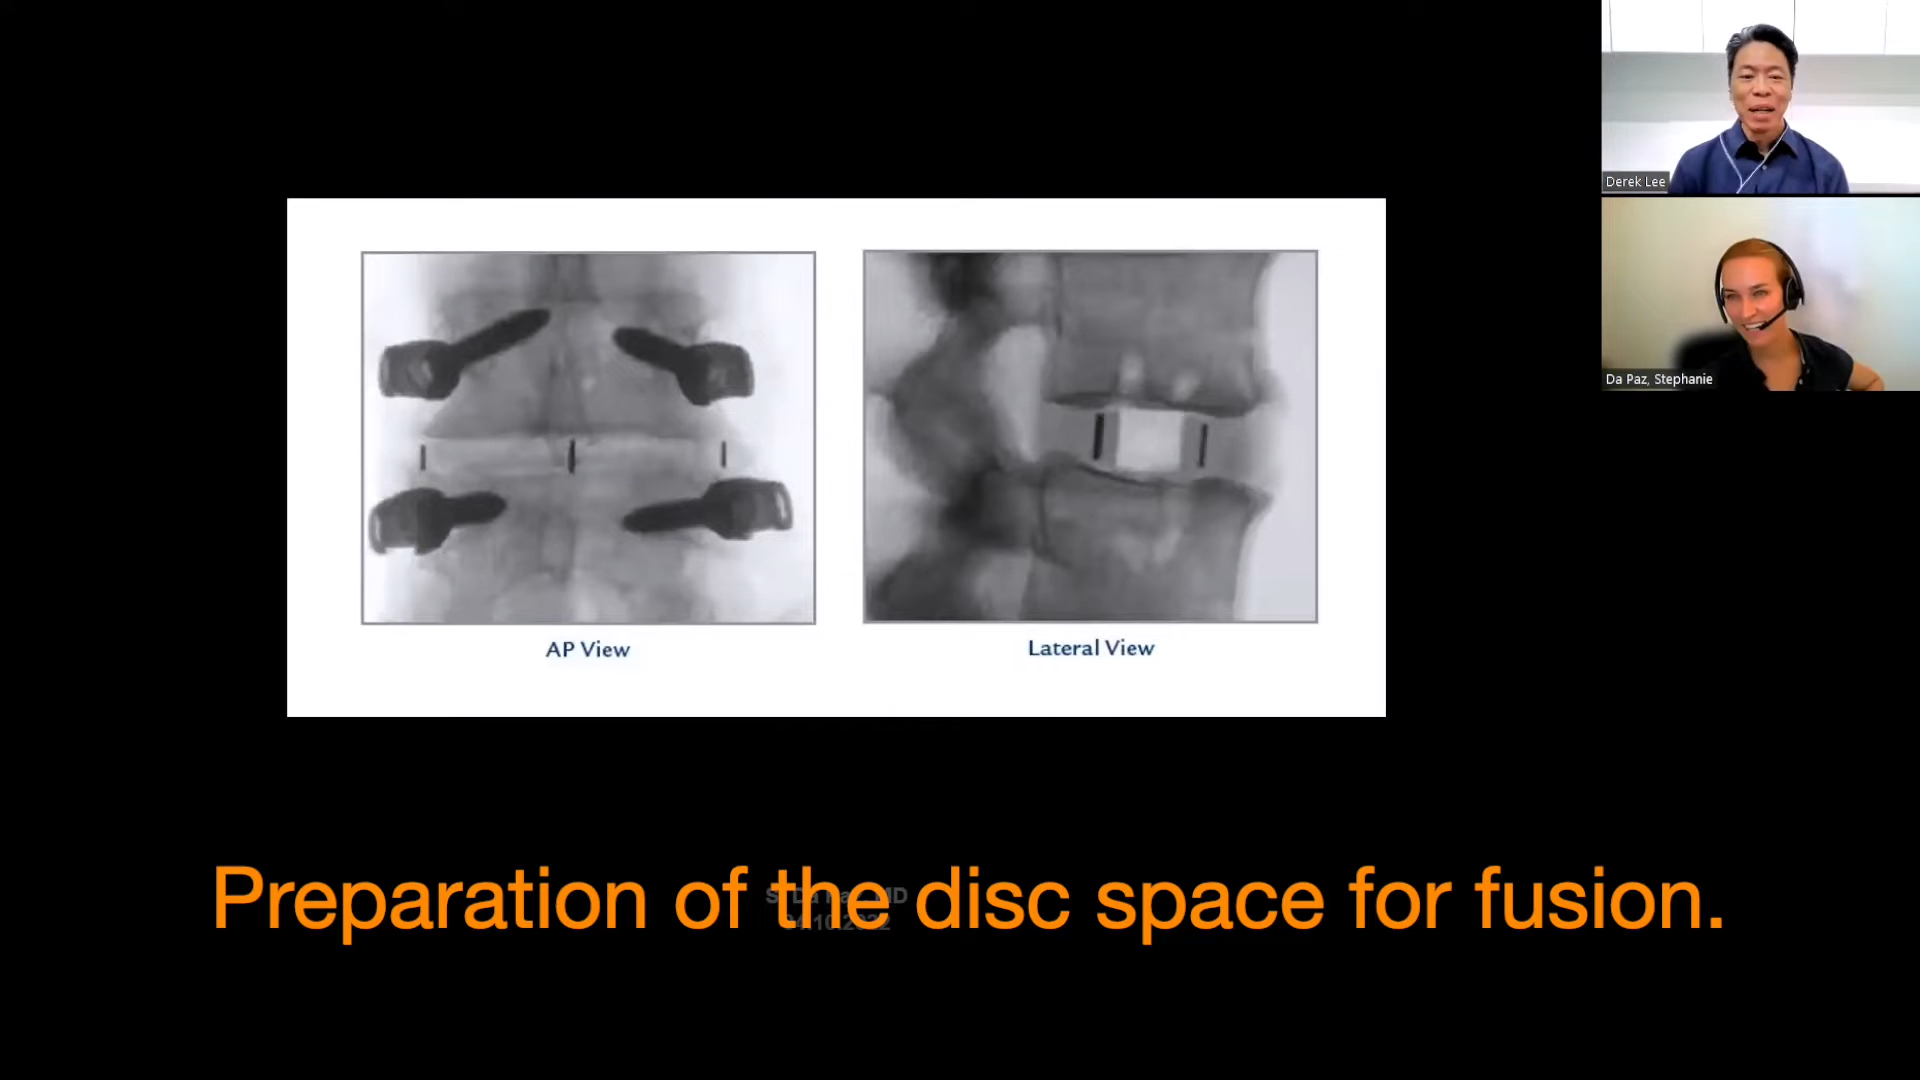 Derek Lee
Da Paz, Stephanie
AP View
Lateral View
Preparation of the disc space for fusion.